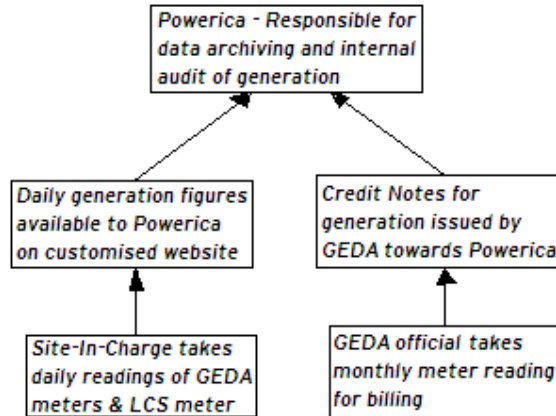 Powerica - Responsible for
data archiving and internal
audit of generation
Daily generation figures
available to Powerica
on customised website
Credit Notes for
generation issued by
GEDA towards Powerica
Site-In-Charge takes
daily readings of GEDA
meters & LCS meter
GEDA official takes
monthly meter reading
for billing